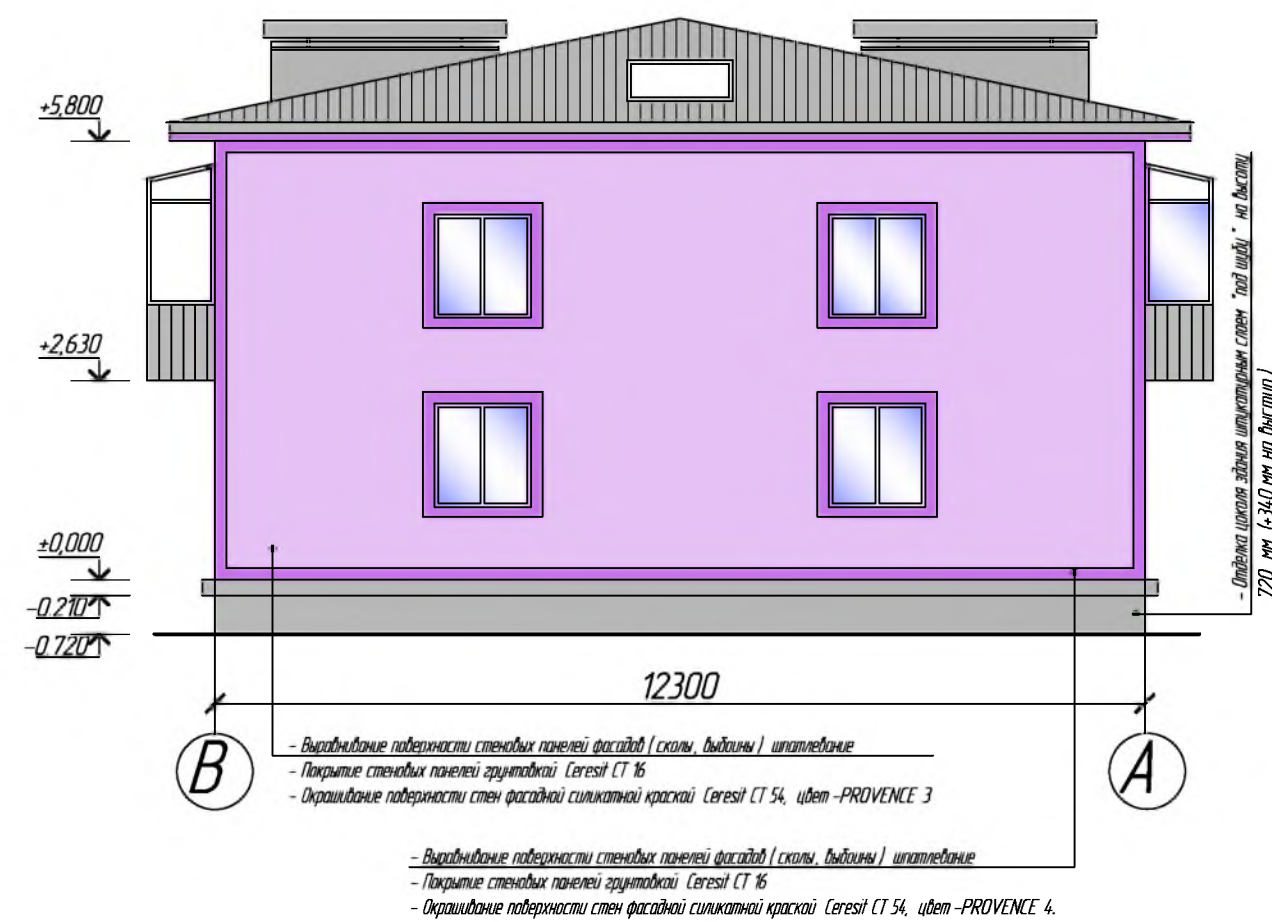 +5,800
+2,630
±0,000
-0.210
-0.720
12300
В
А
- Отделка цоколя здания штукатурным слоем "под шубу" на высоту
720 мм (+340 мм на выступ)
- Выравнивание поверхности стеновых панелей фасадов ( сколы, выбоины ) шпатлевание
- Покрытие стеновых панелей грунтовкой Ceresit CT 16
- Окрашивание поверхности стен фасадной силикатной краской Ceresit CT 54, цвет -PROVENCE 3
- Выравнивание поверхности стеновых панелей фасадов ( сколы, выбоины ) шпатлевание
- Покрытие стеновых панелей грунтовкой Ceresit CT 16
- Окрашивание поверхности стен фасадной силикатной краской Ceresit CT 54, цвет -PROVENCE 4.